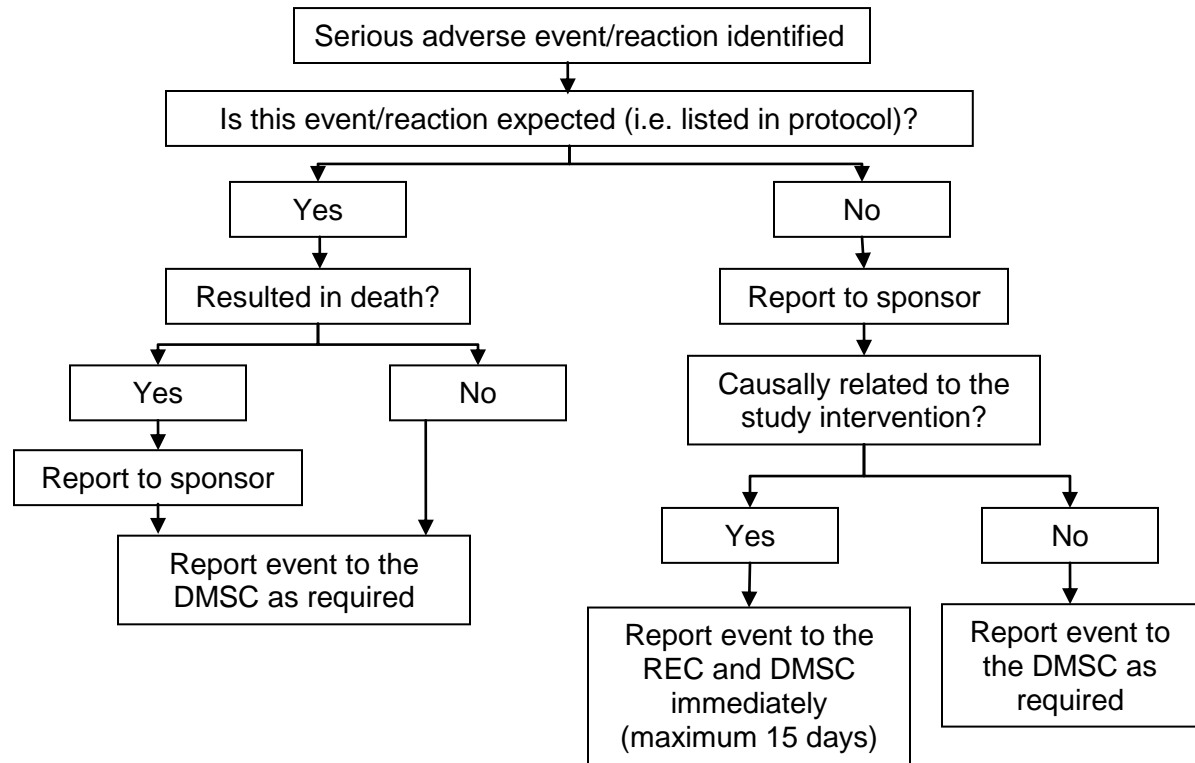 Serious adverse event/reaction identified
Is this event/reaction expected (i.e. listed in protocol)?
Yes
No
Resulted in death?
Report to sponsor
Yes
No
Causally related to the
study intervention?
Report to sponsor
Yes
No
Report event to the
DMSC as required
Report event to the
REC and DMSC
immediately
(maximum 15 days)
Report event to
the DMSC as
required